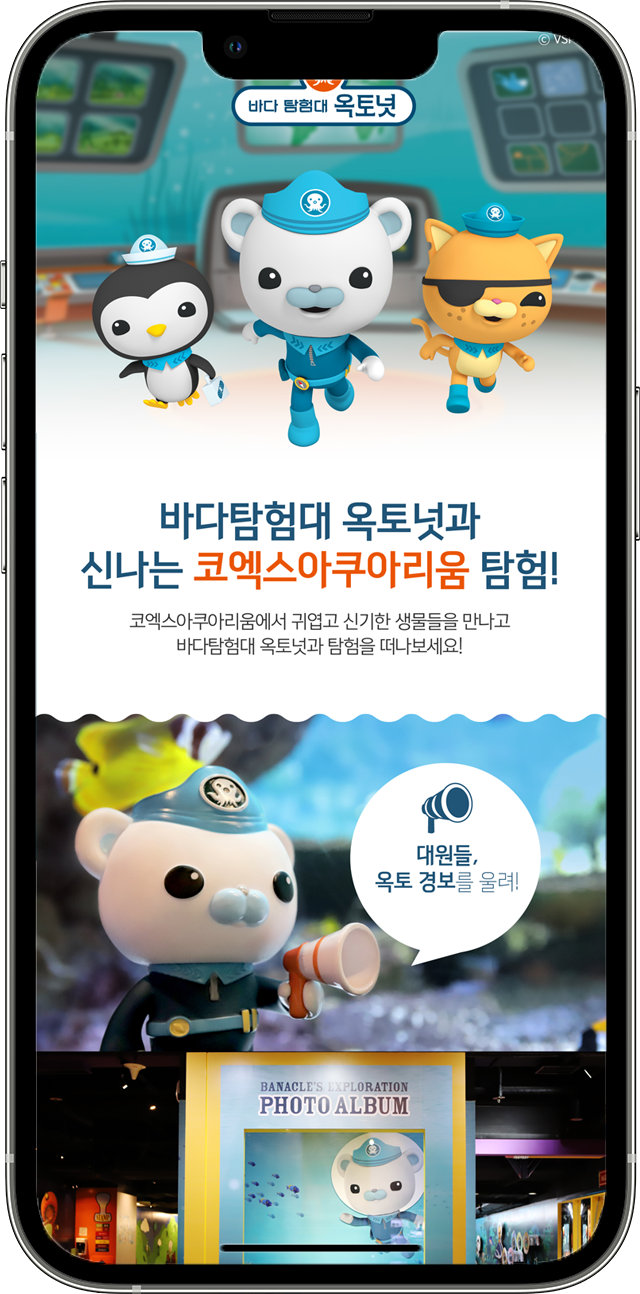 © VSI
바다 탐험대 옥토넛
바다탐험대 옥토넛과
신나는 코엑스아쿠아리움 탐험!
코엑스아쿠아리움에서 귀엽고 신기한 생물들을 만나고
바다탐험대 옥토넛과 탐험을 떠나보세요!
대원들,
옥토 경보를 울려!
BANACLE'S EXPLORATION
PHOTO ALBUM